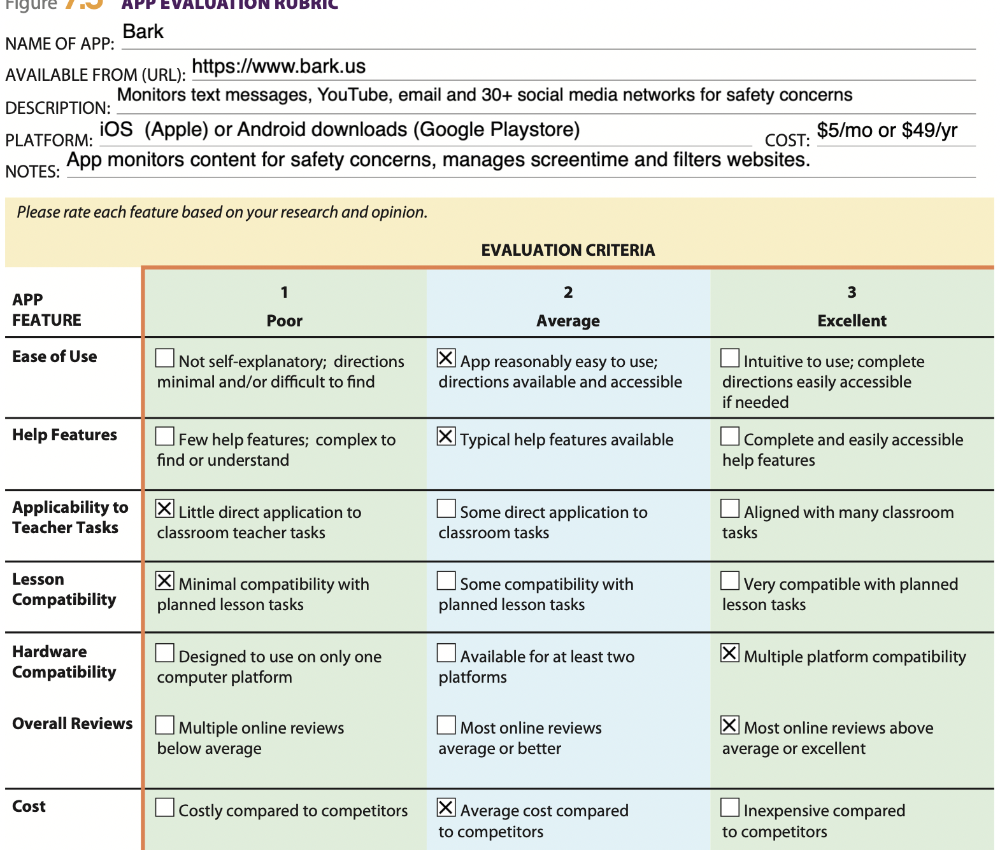 Figure 7.5 APP EVALUATION RUBRIC
NAME OF APP: Bark
AVAILABLE FROM (URL): https://www.bark.us
DESCRIPTION: Monitors text messages, YouTube, email and 30+ social media networks for safety concerns
PLATFORM: iOS (Apple) or Android downloads (Google Playstore) COST: $5/mo or $49/yr
NOTES: App monitors content for safety concerns, manages screentime and filters websites.
Please rate each feature based on your research and opinion.
EVALUATION CRITERIA
APP
FEATURE
1
Poor
2
Average
3
Excellent
Ease of Use
Not self-explanatory; directions
minimal and/or difficult to find
App reasonably easy to use;
directions available and accessible
Intuitive to use; complete
directions easily accessible
if needed
Help Features
Few help features; complex to
find or understand
Typical help features available
Complete and easily accessible
help features
Applicability to
Teacher Tasks
Little direct application to
classroom teacher tasks
Some direct application to
classroom tasks
Aligned with many classroom
tasks
Lesson
Compatibility
Minimal compatibility with
planned lesson tasks
Some compatibility with
planned lesson tasks
Very compatible with planned
lesson tasks
Hardware
Compatibility
Designed to use on only one
computer platform
Available for at least two
platforms
Multiple platform compatibility
Overall Reviews
Multiple online reviews
below average
Most online reviews
average or better
Most online reviews above
average or excellent
Cost
Costly compared to competitors
Average cost compared
to competitors
Inexpensive compared
to competitors